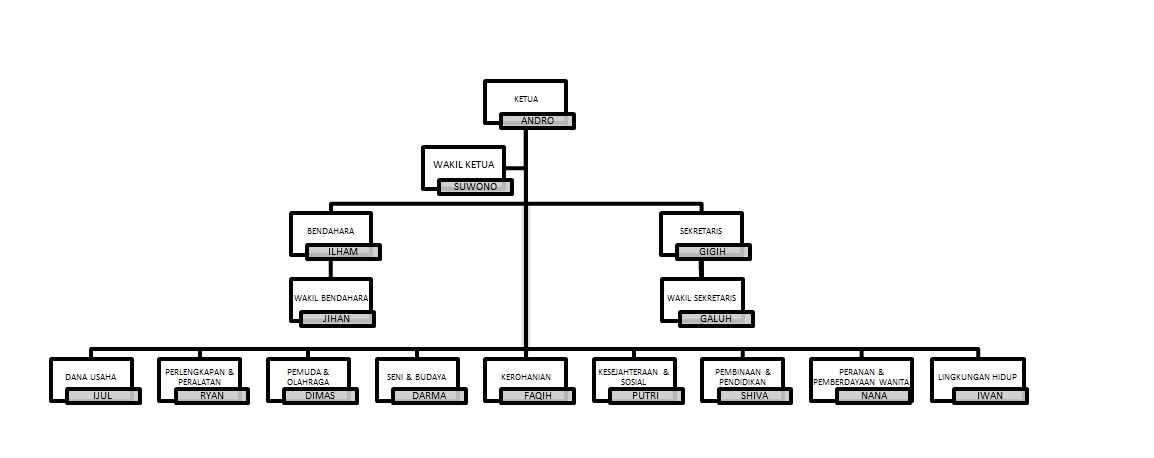 KETUA
ANDRO
WAKIL KETUA
SUWONO
BENDAHARA
ILHAM
SEKRETARIS
GIGIH
WAKIL BENDAHARA
JIHAN
WAKIL SEKRETARIS
GALUH
DANA USAHA
IJUL
PERLENGKAPAN &
PERALATAN
RYAN
PEMUDA &
OLAHRAGA
DIMAS
SENI & BUDAYA
DARMA
KEROHANIAN
FAQIH
KESEJAHTERAAN &
SOSIAL
PUTRI
PEMBINAAN &
PENDIDIKAN
SHIVA
PERANAN &
PEMBERDAYAAN WANITA
NANA
LINGKUNGAN HIDUP
IWAN